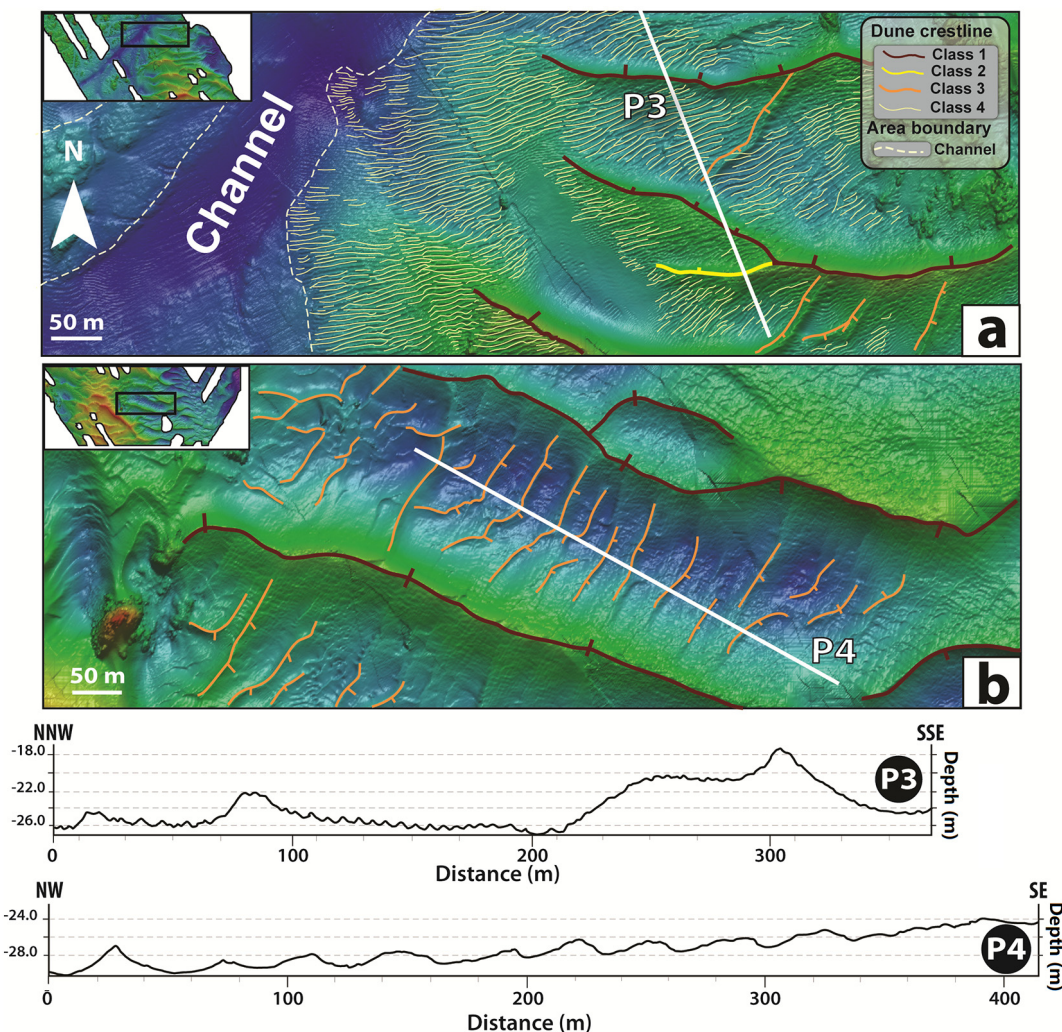 Dune crestline
Class 1
Class 2
Class 3
Class 4
Area boundary
Channel
P3
N
Channel
50 m
a
50 m
P4
b
NNW
SSE
-18.0
-22.0
-26.0
Depth (m)
P3
0 100 200 300
Distance (m)
NW
SE
-24.0
-28.0
Depth (m)
P4
0 100 200 300 400
Distance (m)